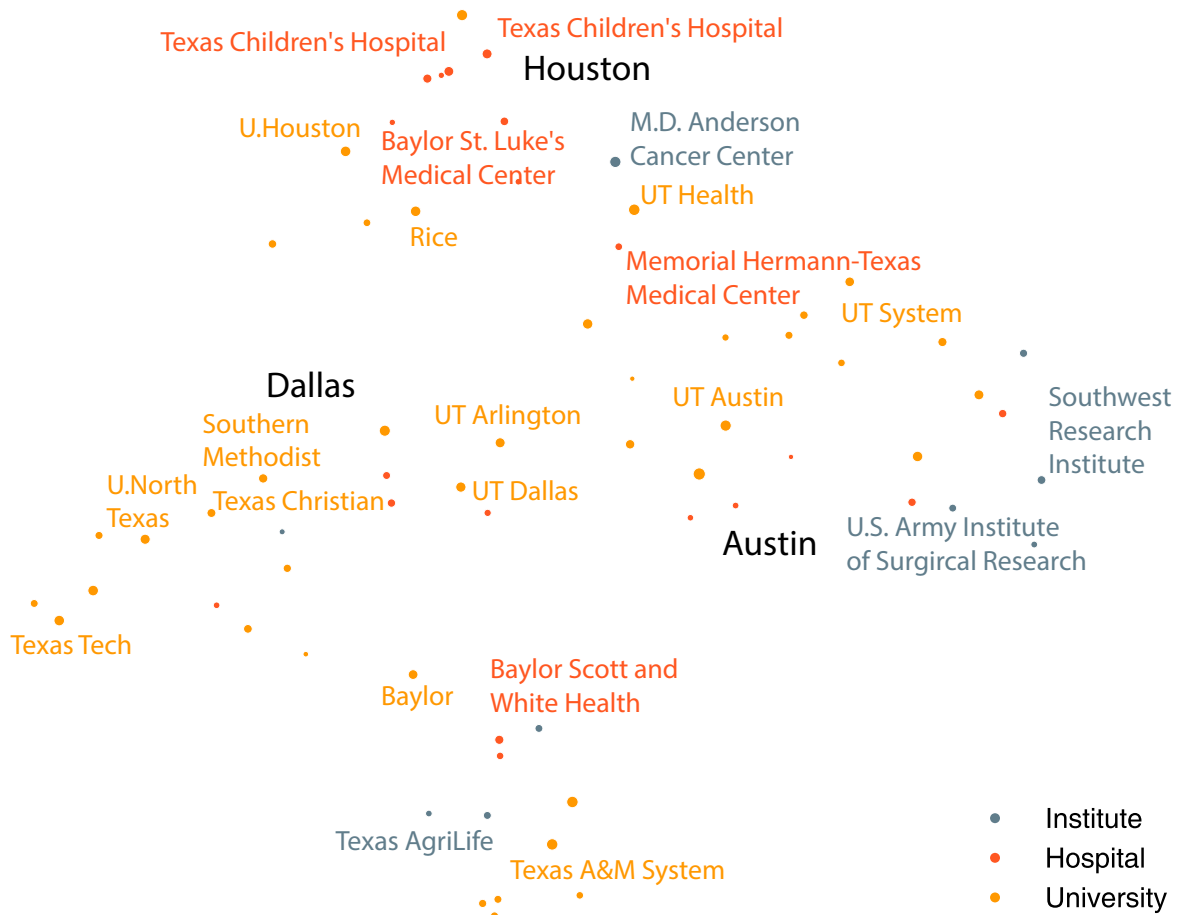 Texas Children's Hospital
Texas Children's Hospital
Houston
U.Houston
Baylor St. Luke's
Medical Center
M.D. Anderson
Cancer Center
UT Health
Rice
Memorial Hermann-Texas
Medical Center
UT System
Dallas
Southern
Methodist
UT Arlington
UT Austin
Southwest
Research
Institute
U.North
Texas
Texas Christian
UT Dallas
Austin
U.S. Army Institute
of Surgircal Research
Texas Tech
Baylor
Baylor Scott and
White Health
Texas AgriLife
Texas A&M System
Institute
Hospital
University